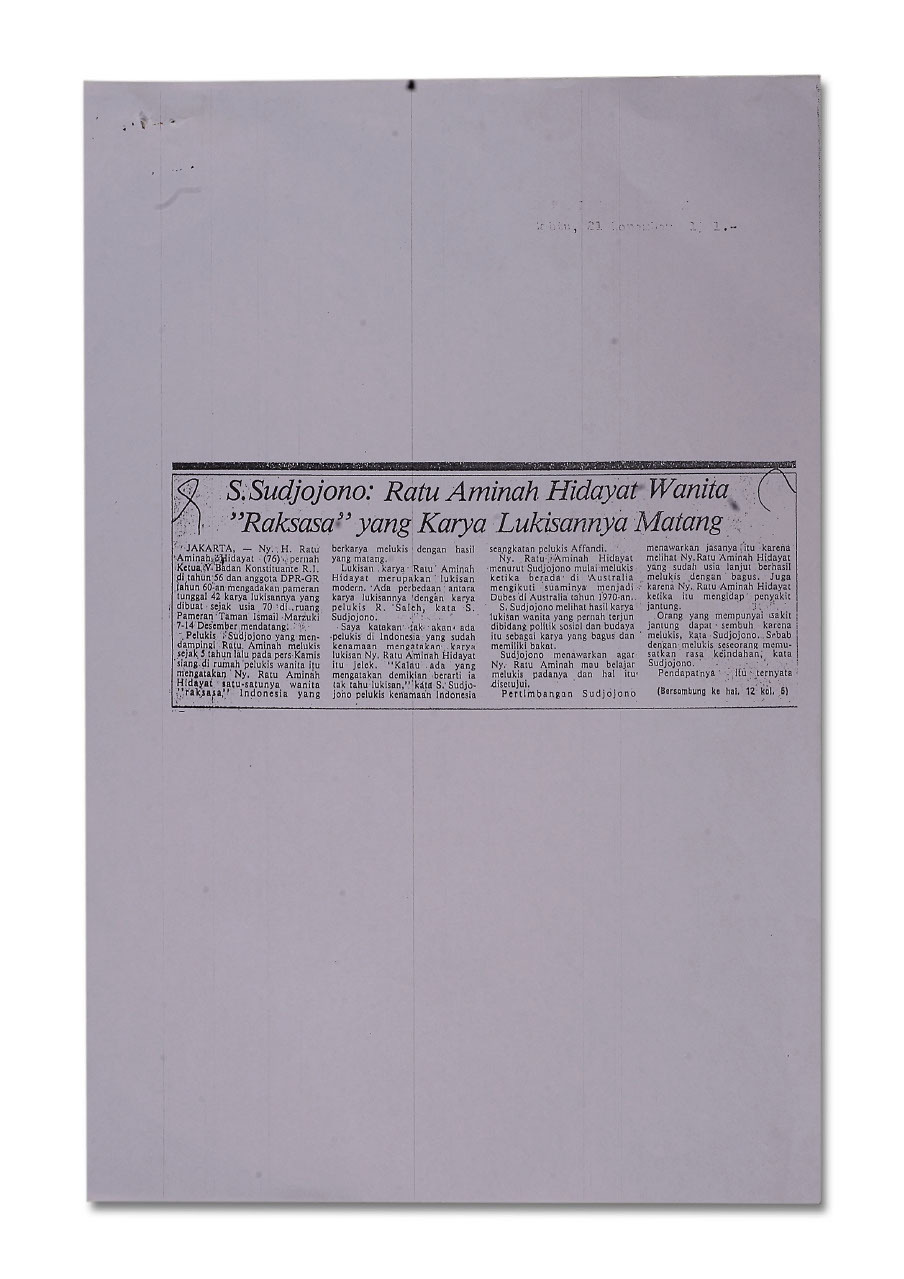 21
S. Sudjojono: Ratu Aminah Hidayat Wanita
"Raksasa" yang Karya Lukisannya Matang
JAKARTA, — Ny. H. Ratu
Aminah Hidayat (76) pernah
Ketua V Badan Konstituante R.I.
di tahun 56 dan anggota DPR-GR
tahun 60 an mengadakan pameran
tunggal 42 karya lukisannya yang
dibuat sejak usia 70 di ruang
Pameran Taman Ismail Marzuki
7-14 Desember mendatang.
Pelukis Sudjojono yang men-
dampingi Ratu Aminah melukis
sejak 5 tahun lalu pada pers Kamis
siang di rumah pelukis wanita itu
mengatakan Ny. Ratu Aminah
Hidayat satu-satunya wanita
"raksasa" Indonesia yang
berkarya melukis dengan hasil
yang matang.
Lukisan karya Ratu Aminah
Hidayat merupakan lukisan
modern. Ada perbedaan antara
karya lukisannya dengan karya
pelukis R. Saleh, kata S.
Sudjojono.
Saya katakan tak akan ada
pelukis di Indonesia yang sudah
kenamaan mengatakan karya
lukisan Ny. Ratu Aminah Hidayat
itu jelek. "Kalau ada yang
mengatakan demikian berarti ia
tak tahu lukisan," kata S. Sudjo-
jono pelukis kenamaan Indonesia
seangkatan pelukis Affandi.
Ny. Ratu Aminah Hidayat
menurut Sudjojono mulai melukis
ketika berada di Australia
mengikuti suaminya menjadi
Dubes di Australia tahun 1970-an.
S. Sudjojono melihat hasil karya
lukisan wanita yang pernah terjun
dibidang politik sosiol dan budaya
itu sebagai karya yang bagus dan
memiliki bakat.
Sudjojono menawarkan agar
Ny. Ratu Aminah mau belajar
melukis padanya dan hal itu
disetujui.
Pertimbangan Sudjojono
menawarkan jasanya itu karena
melihat Ny. Ratu Aminah Hidayat
yang sudah usia lanjut berhasil
melukis dengan bagus. Juga
karena Ny. Ratu Aminah Hidayat
ketika itu mengidap penyakit
jantung.
Orang yang mempunyai sakit
jantung dapat sembuh karena
melukis, kata Sudjojono. Sebab
dengan melukis seseorang memu-
satkan rasa keindahan, kata
Sudjojono.
Pendapatnya itu ternyata
(Bersambung ke hal. 12 kol. 6)